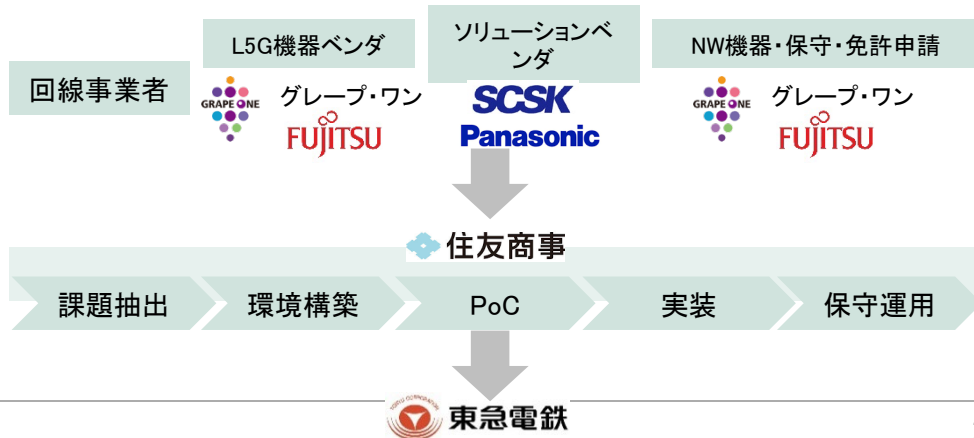 回線事業者
L5G機器ベンダ
GRAPE ONE
グレープ・ワン
FUJITSU
ソリューションベ
ンダ
SCSK
Panasonic
NW機器・保守・免許申請
GRAPE ONE
グレープ・ワン
FUJITSU
住友商事
課題抽出
環境構築
PoC
実装
保守運用
TOKYU CORPORATION
東急電鉄